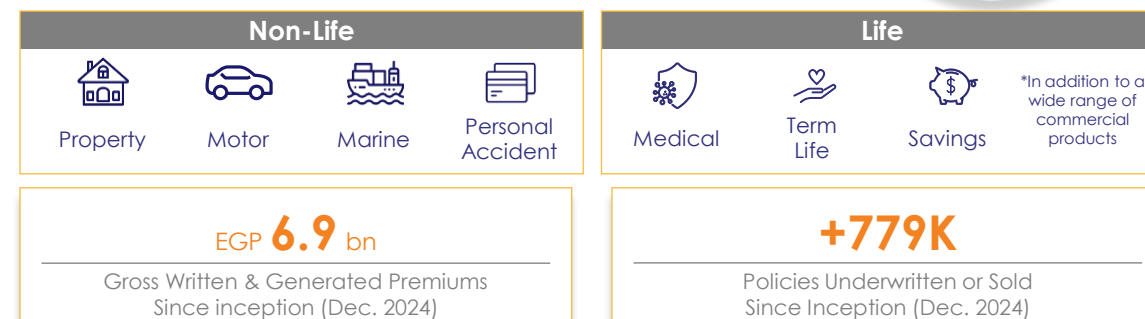 Non-Life
Property
Motor
Marine
Personal
Accident
Life
Medical
Term
Life
Savings
*In addition to a
wide range of
commercial
products
EGP 6.9 bn
Gross Written & Generated Premiums
Since inception (Dec. 2024)
+779K
Policies Underwritten or Sold
Since Inception (Dec. 2024)